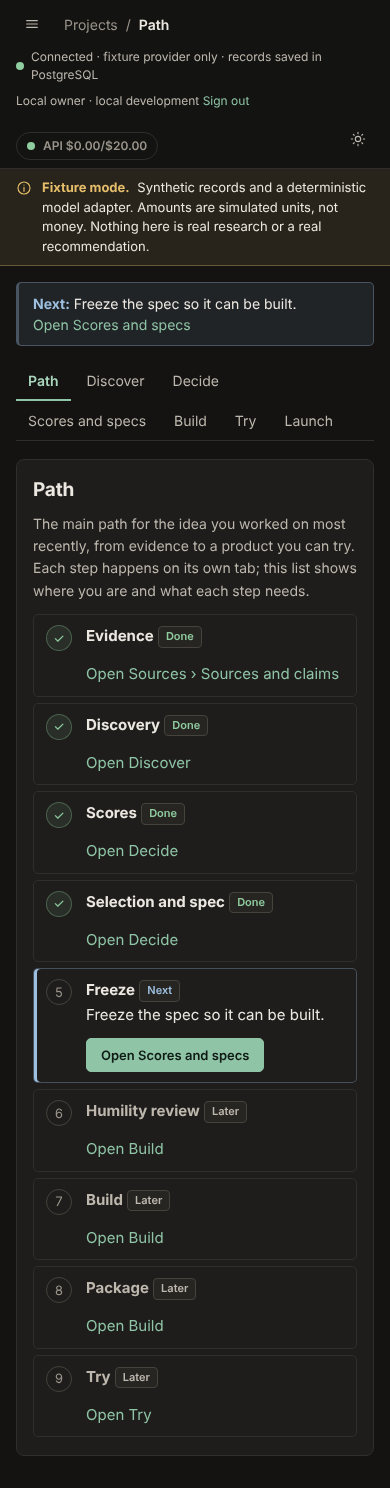 Projects / Path
Connected · fixture provider only · records saved in
PostgreSQL
Local owner · local development Sign out
API $0.00/$20.00
Fixture mode. Synthetic records and a deterministic
model adapter. Amounts are simulated units, not
money. Nothing here is real research or a real
recommendation.
Next: Freeze the spec so it can be built.
Open Scores and specs
Path Discover Decide
Scores and specs Build Try Launch
Path
The main path for the idea you worked on most
recently, from evidence to a product you can try.
Each step happens on its own tab; this list shows
where you are and what each step needs.
Evidence Done
Open Sources › Sources and claims
Discovery Done
Open Discover
Scores Done
Open Decide
Selection and spec Done
Open Decide
5 Freeze Next
Freeze the spec so it can be built.
Open Scores and specs
6 Humility review Later
Open Build
7 Build Later
Open Build
8 Package Later
Open Build
9 Try Later
Open Try